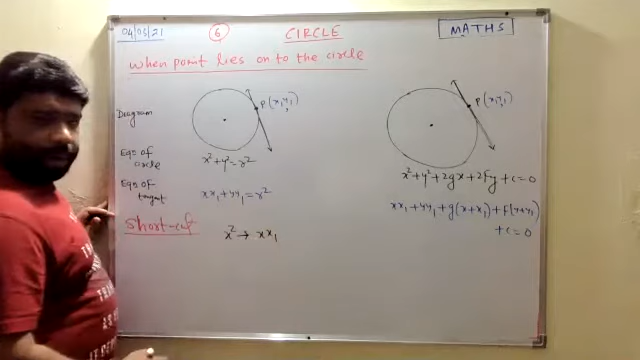 04/05/21
6
CIRCLE
MATHS
when point lies on to the circle
Diagram
P(x₁,y₁)
P(x₁,y₁)
Eqn of circle
x² + y² = r²
x² + y² + 2gx + 2fy + c = 0
Eqn of tangent
xx₁ + yy₁ = r²
xx₁ + yy₁ + g(x+x₁) + f(y+y₁)
+ c = 0
Short-cut
x² → xx₁